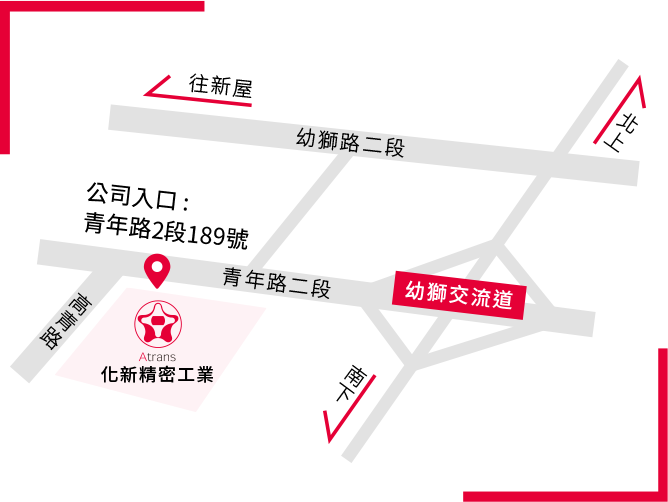 往新屋
北上
幼獅路二段
公司入口 :
青年路2段189號
青年路二段
幼獅交流道
高青路
Atrans
化新精密工業
南下